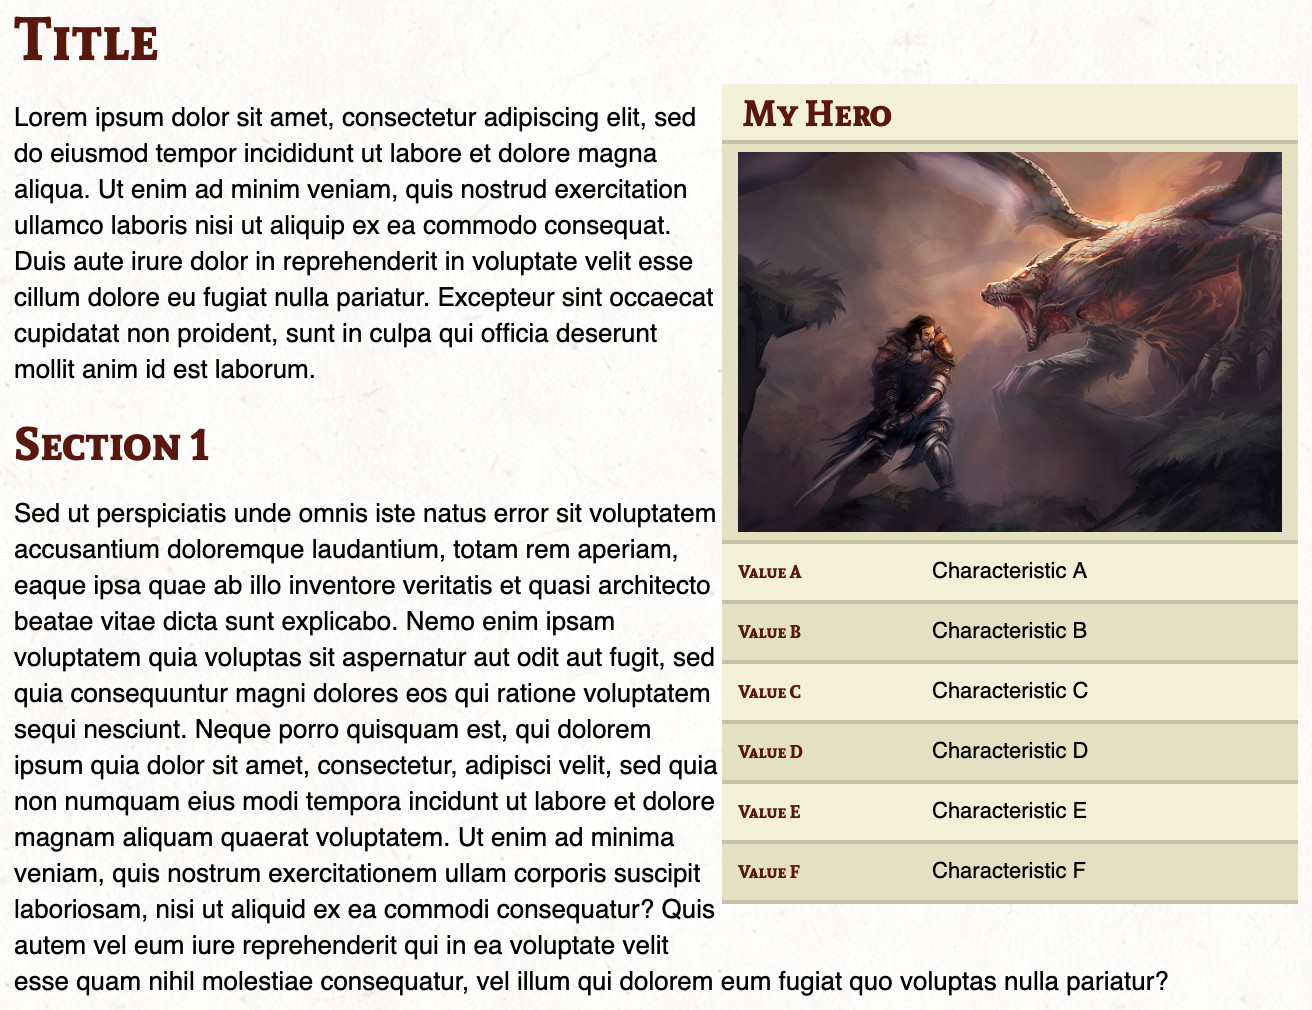 Title
Lorem ipsum dolor sit amet, consectetur adipiscing elit, sed
do eiusmod tempor incididunt ut labore et dolore magna
aliqua. Ut enim ad minim veniam, quis nostrud exercitation
ullamco laboris nisi ut aliquip ex ea commodo consequat.
Duis aute irure dolor in reprehenderit in voluptate velit esse
cillum dolore eu fugiat nulla pariatur. Excepteur sint occaecat
cupidatat non proident, sunt in culpa qui officia deserunt
mollit anim id est laborum.
Section 1
Sed ut perspiciatis unde omnis iste natus error sit voluptatem
accusantium doloremque laudantium, totam rem aperiam,
eaque ipsa quae ab illo inventore veritatis et quasi architecto
beatae vitae dicta sunt explicabo. Nemo enim ipsam
voluptatem quia voluptas sit aspernatur aut odit aut fugit, sed
quia consequuntur magni dolores eos qui ratione voluptatem
sequi nesciunt. Neque porro quisquam est, qui dolorem
ipsum quia dolor sit amet, consectetur, adipisci velit, sed quia
non numquam eius modi tempora incidunt ut labore et dolore
magnam aliquam quaerat voluptatem. Ut enim ad minima
veniam, quis nostrum exercitationem ullam corporis suscipit
laboriosam, nisi ut aliquid ex ea commodi consequatur? Quis
autem vel eum iure reprehenderit qui in ea voluptate velit
esse quam nihil molestiae consequatur, vel illum qui dolorem eum fugiat quo voluptas nulla pariatur?
My Hero
Value A Characteristic A
Value B Characteristic B
Value C Characteristic C
Value D Characteristic D
Value E Characteristic E
Value F Characteristic F